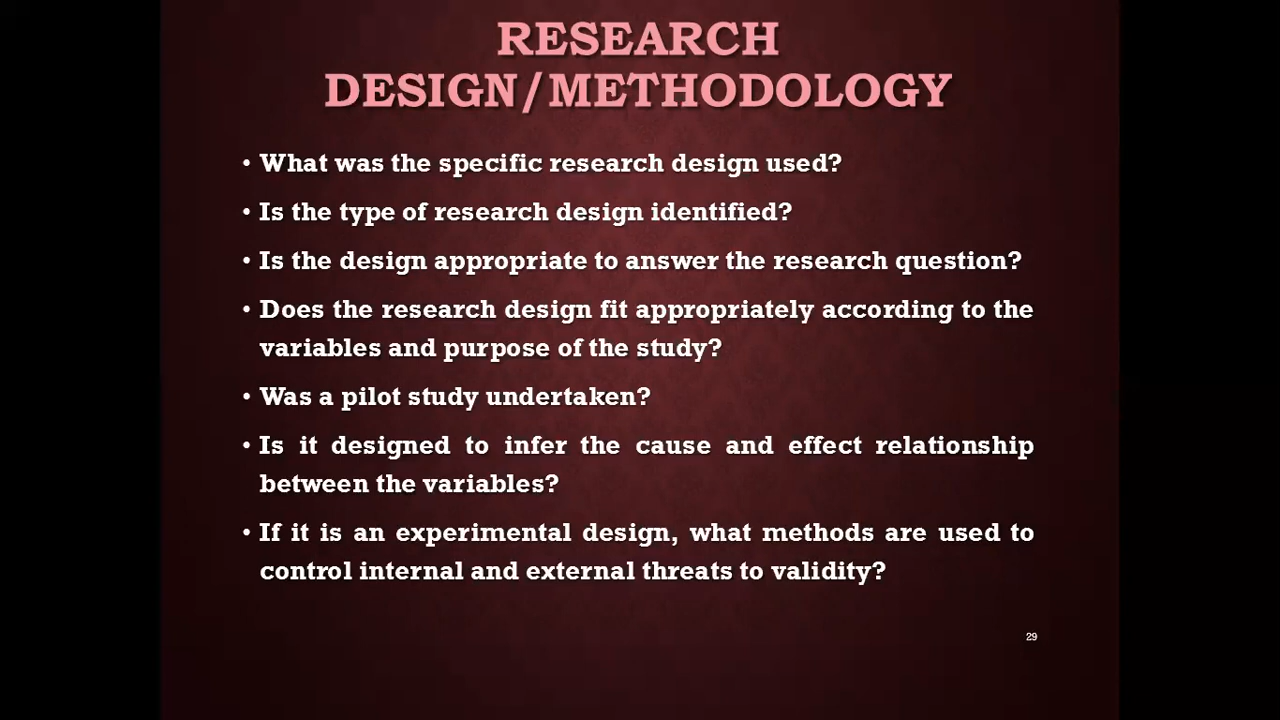 RESEARCH
DESIGN/METHODOLOGY
• What was the specific research design used?
• Is the type of research design identified?
• Is the design appropriate to answer the research question?
• Does the research design fit appropriately according to the
variables and purpose of the study?
• Was a pilot study undertaken?
• Is it designed to infer the cause and effect relationship
between the variables?
• If it is an experimental design, what methods are used to
control internal and external threats to validity?
29